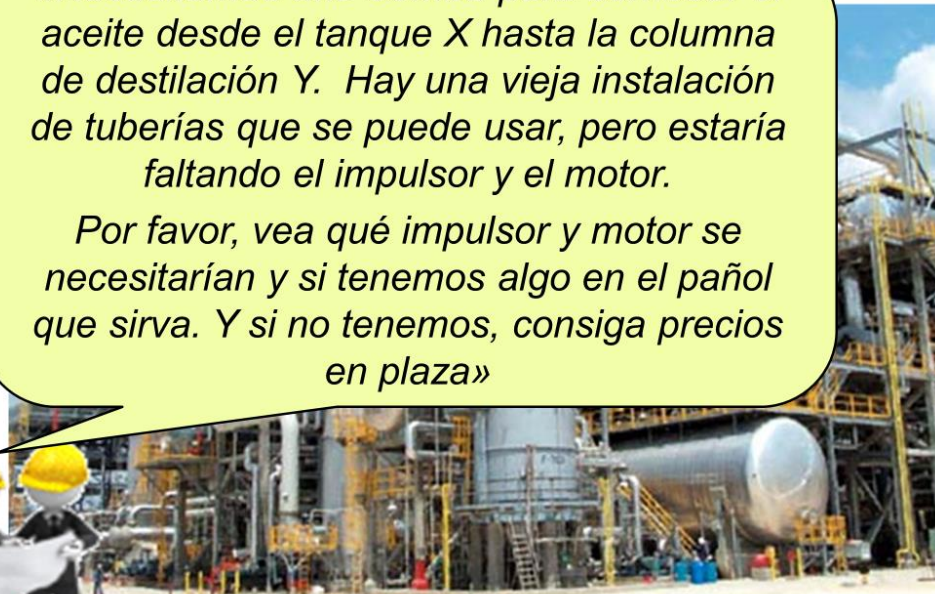 aceite desde el tanque X hasta la columna
de destilación Y. Hay una vieja instalación
de tuberías que se puede usar, pero estaría
faltando el impulsor y el motor.
Por favor, vea qué impulsor y motor se
necesitarían y si tenemos algo en el pañol
que sirva. Y si no tenemos, consiga precios
en plaza»